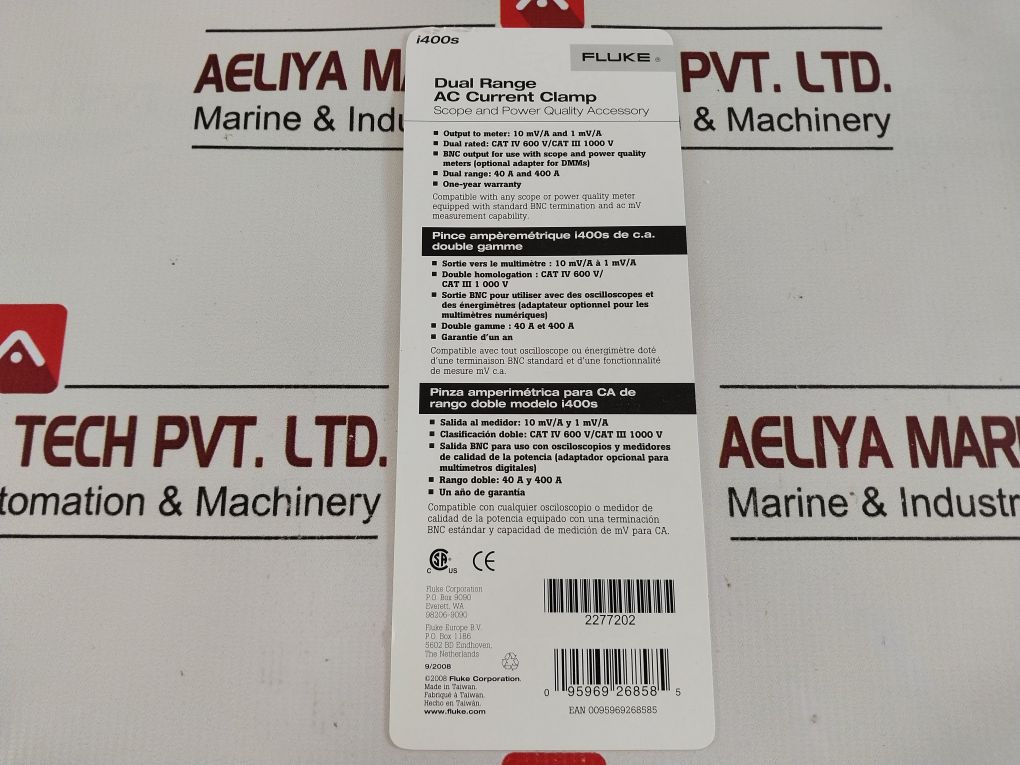 AELIYA MAR
PVT. LTD.
Marine & Indu
& Machinery
i400s
FLUKE ®
Dual Range
AC Current Clamp
Scope and Power Quality Accessory
■ Output to meter: 10 mV/A and 1 mV/A
■ Dual rated: CAT IV 600 V/CAT III 1000 V
■ BNC output for use with scope and power quality
meters (optional adapter for DMMs)
■ Dual range: 40 A and 400 A
■ One-year warranty
Compatible with any scope or power quality meter
equipped with standard BNC termination and ac mV
measurement capability.
Pince ampèremétrique i400s de c.a.
double gamme
■ Sortie vers le multimètre : 10 mV/A à 1 mV/A
■ Double homologation : CAT IV 600 V/
CAT III 1 000 V
■ Sortie BNC pour utiliser avec des oscilloscopes et
des énergimètres (adaptateur optionnel pour les
multimètres numériques)
■ Double gamme : 40 A et 400 A
■ Garantie d'un an
Compatible avec tout oscilloscope ou énergimètre doté
d'une terminaison BNC standard et d'une fonctionnalité
de mesure mV c.a.
Pinza amperimétrica para CA de
rango doble modelo i400s
■ Salida al medidor: 10 mV/A y 1 mV/A
■ Clasificación doble: CAT IV 600 V/CAT III 1000 V
■ Salida BNC para uso con osciloscopios y medidores
de calidad de la potencia (adaptador opcional para
multímetros digitales)
■ Rango doble: 40 A y 400 A
■ Un año de garantía
Compatible con cualquier osciloscopio o medidor de
calidad de la potencia equipado con una terminación
BNC estándar y capacidad de medición de mV para CA.
TECH PVT. LTD.
tomation & Machinery
AELIYA MAR
Marine & Industr
C SA ® US CE
Fluke Corporation
P.O. Box 9090
Everett, WA
98206-9090
Fluke Europe B.V.
P.O. Box 1186
5602 BD Eindhoven,
The Netherlands
9/2008
©2008 Fluke Corporation.
Made in Taiwan.
Fabriqué à Taiwan.
Hecho en Taiwán.
www.fluke.com
2277202
0 95969 26858 5
EAN 0095969268585